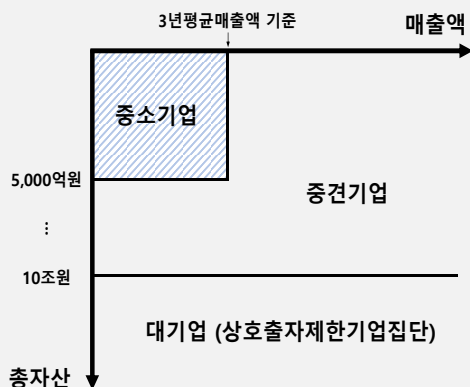 3년평균매출액 기준
매출액
중소기업
5,000억원
중견기업
⋮
10조원
대기업 (상호출자제한기업집단)
총자산